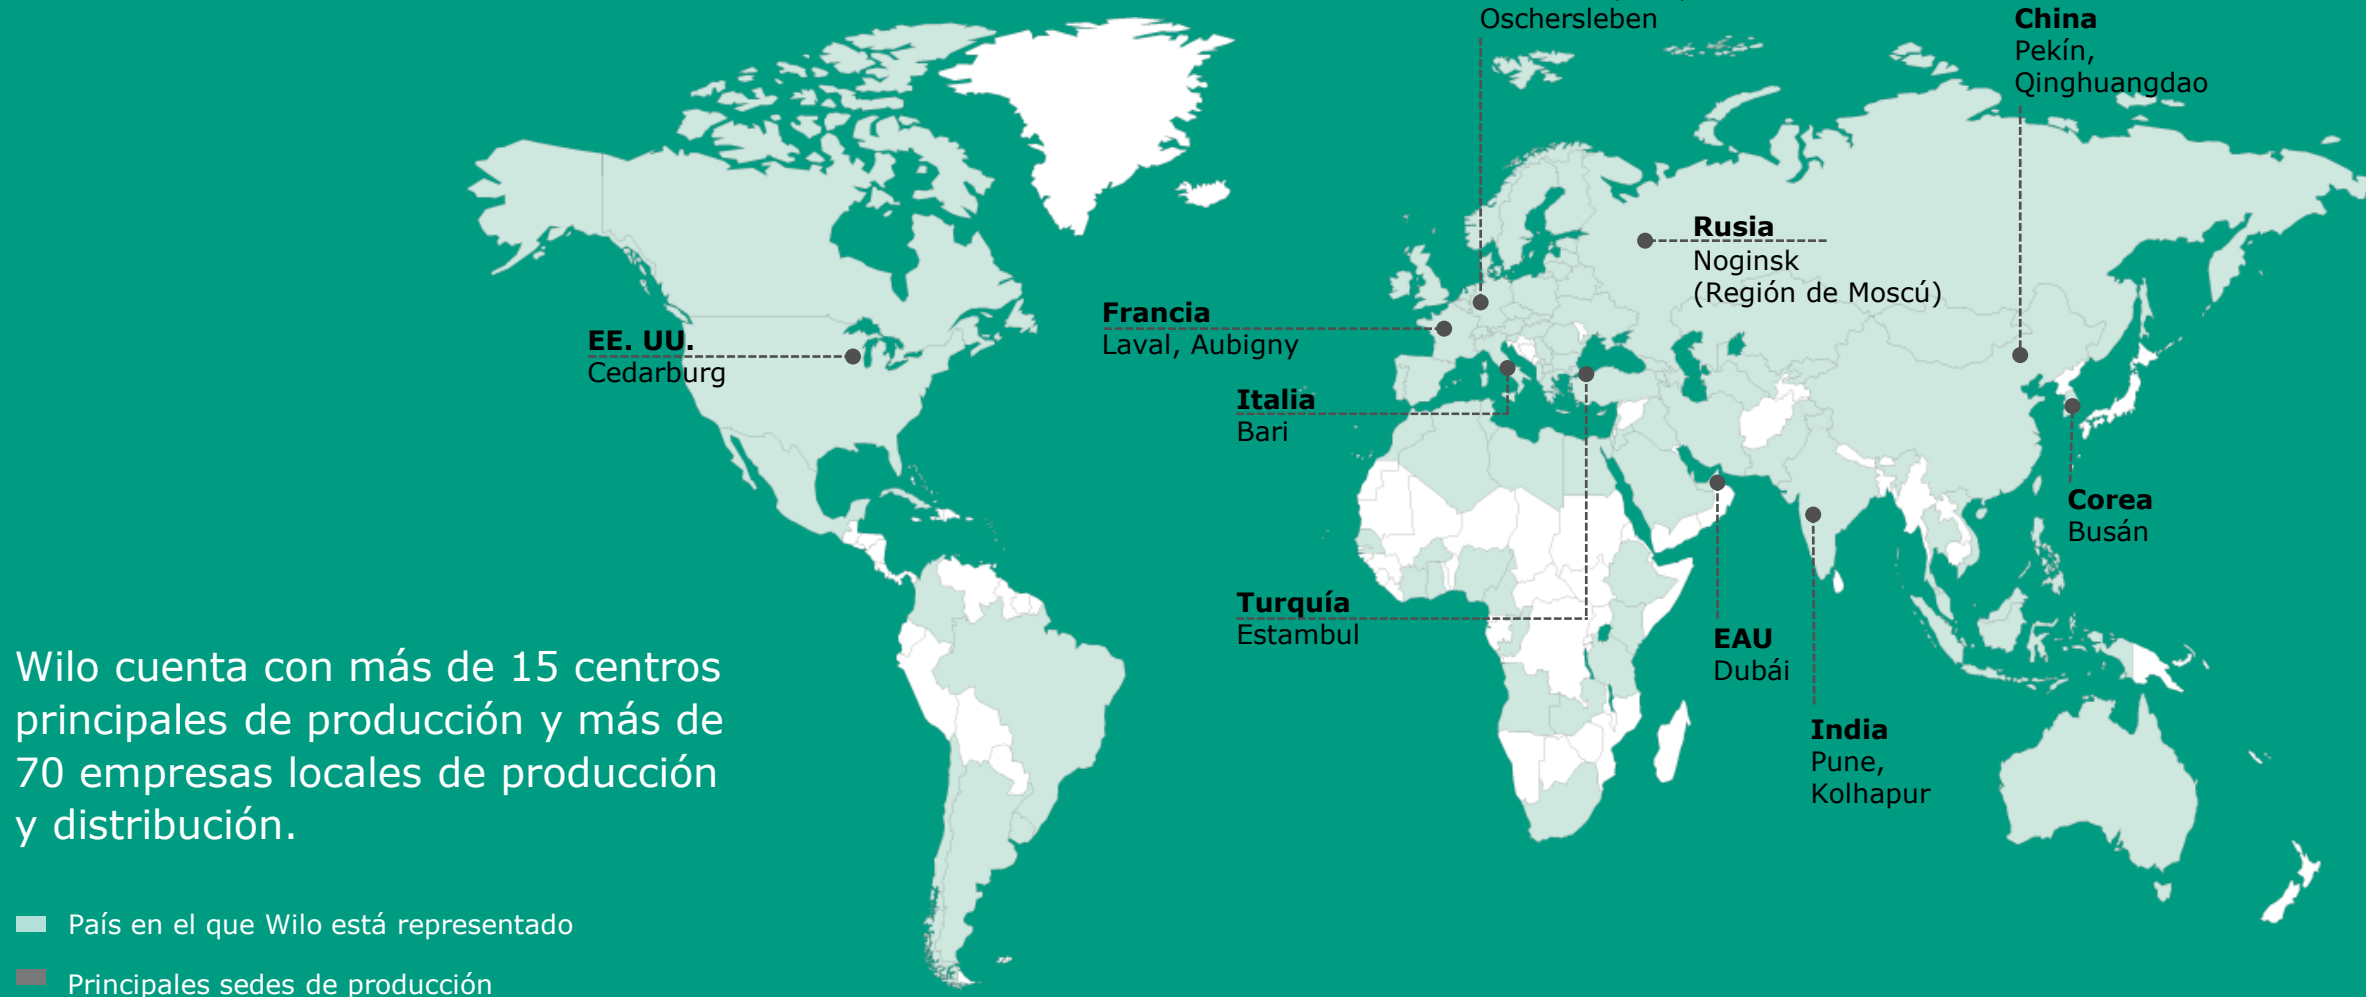 Oschersleben
China
Pekín,
Qinghuangdao
Rusia
Noginsk
(Región de Moscú)
Francia
Laval, Aubigny
EE. UU.
Cedarburg
Italia
Bari
Corea
Busán
Turquía
Estambul
EAU
Dubái
India
Pune,
Kolhapur
Wilo cuenta con más de 15 centros
principales de producción y más de
70 empresas locales de producción
y distribución.
País en el que Wilo está representado
Principales sedes de producción